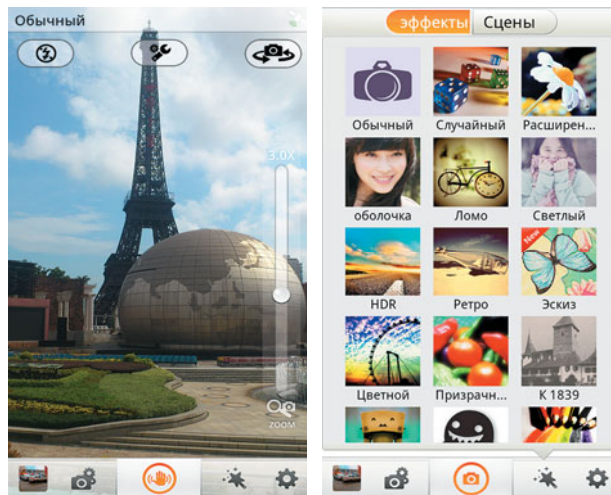 Обычный
3.0X
ZOOM
эффекты Сцены
Обычный Случайный Расширен...
оболочка Ломо Светлый
New
HDR Ретро Эскиз
Цветной Призрачн... К 1839